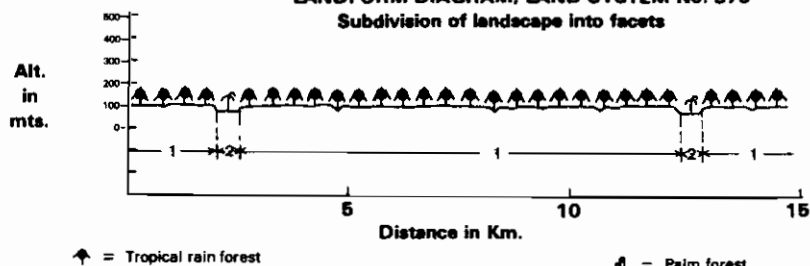 Subdivision of landscape into facets
500
400
300
200
100
0
Alt.
in
mts.
1 2 1 2 1
5 10 15
Distance in Km.
= Tropical rain forest = Palm forest